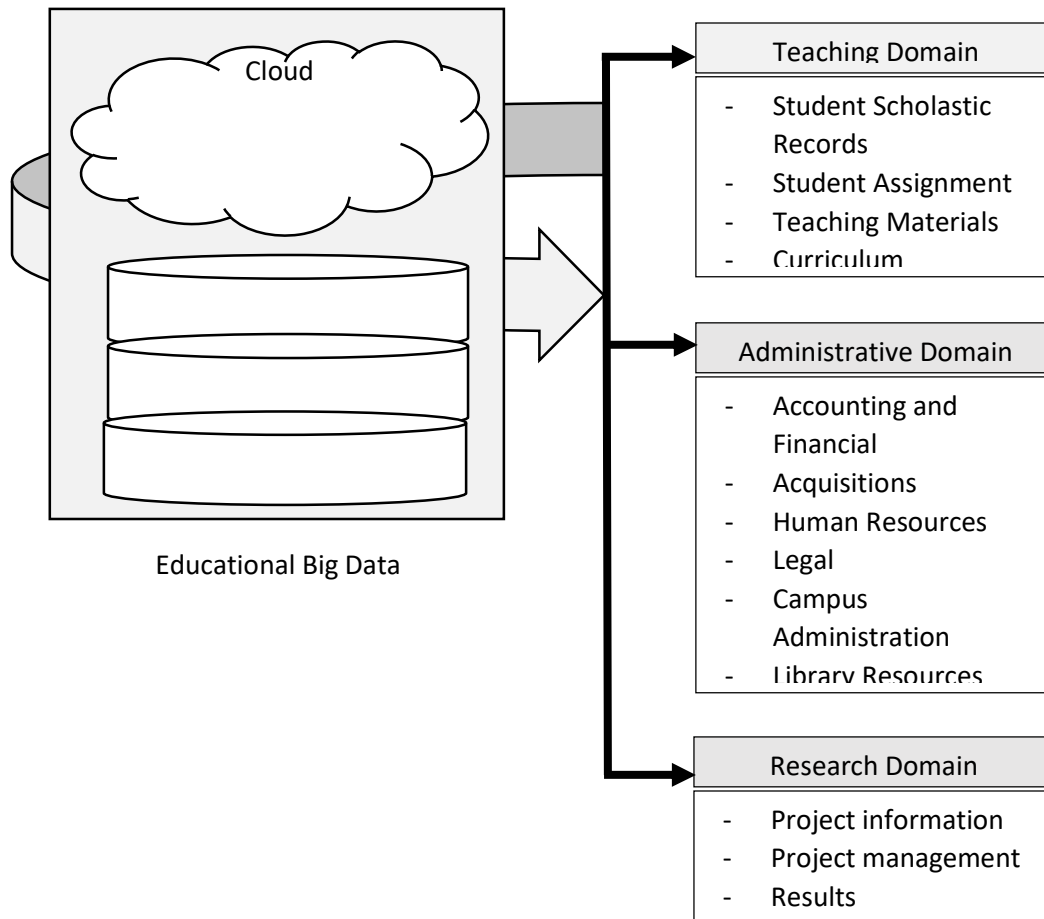 Cloud
Educational Big Data
Teaching Domain
- Student Scholastic
Records
- Student Assignment
- Teaching Materials
- Curriculum
Administrative Domain
- Accounting and
Financial
- Acquisitions
- Human Resources
- Legal
- Campus
Administration
- Library Resources
Research Domain
- Project information
- Project management
- Results